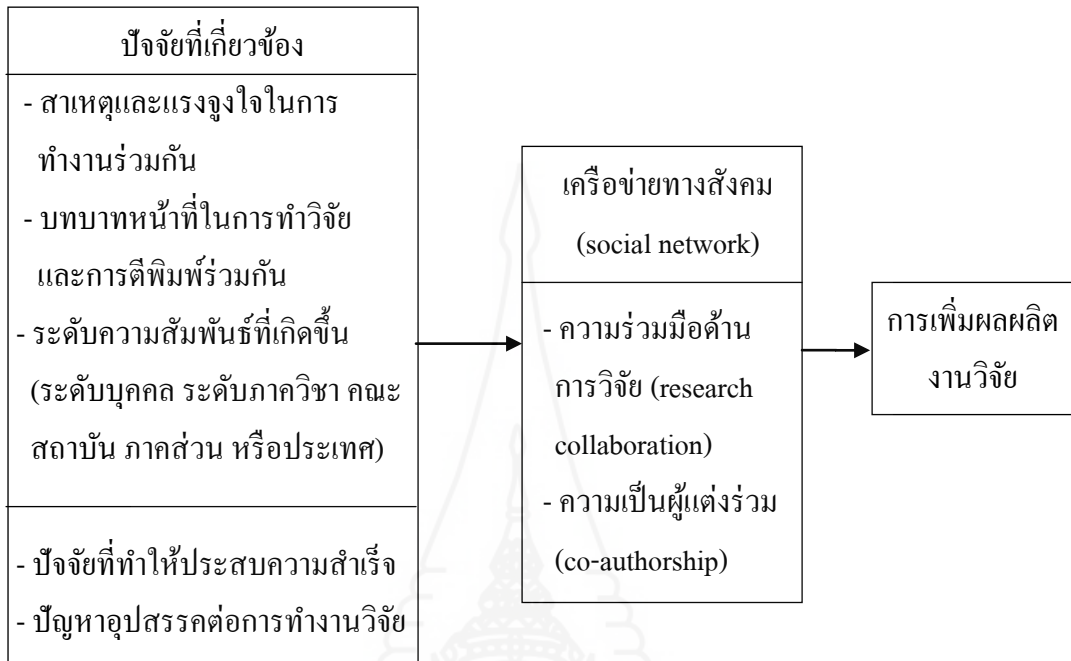 ปัจจัยที่เกี่ยวข้อง
- สาเหตุและแรงจูงใจในการ
ทำงานร่วมกัน
- บทบาทหน้าที่ในการทำวิจัย
และการตีพิมพ์ร่วมกัน
- ระดับความสัมพันธ์ที่เกิดขึ้น
(ระดับบุคคล ระดับภาควิชา คณะ
สถาบัน ภาคส่วน หรือประเทศ)
- ปัจจัยที่ทำให้ประสบความสำเร็จ
- ปัญหาอุปสรรคต่อการทำงานวิจัย
เครือข่ายทางสังคม
(social network)
- ความร่วมมือด้าน
การวิจัย (research
collaboration)
- ความเป็นผู้แต่งร่วม
(co-authorship)
การเพิ่มผลผลิต
งานวิจัย